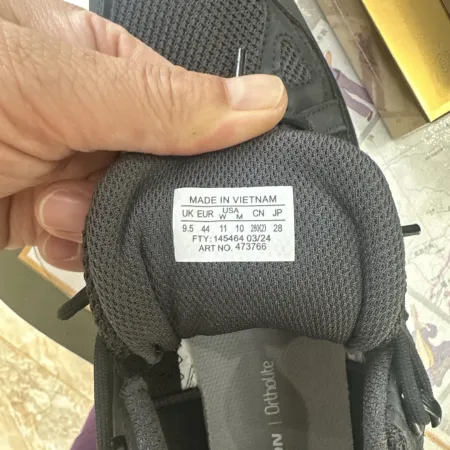 MADE IN VIETNAM
UK EUR USA W M CN JP
9.5 44 11 10 280(2) 28
FTY: 145464 03/24
ART NO. 473766
ON | Ortholite